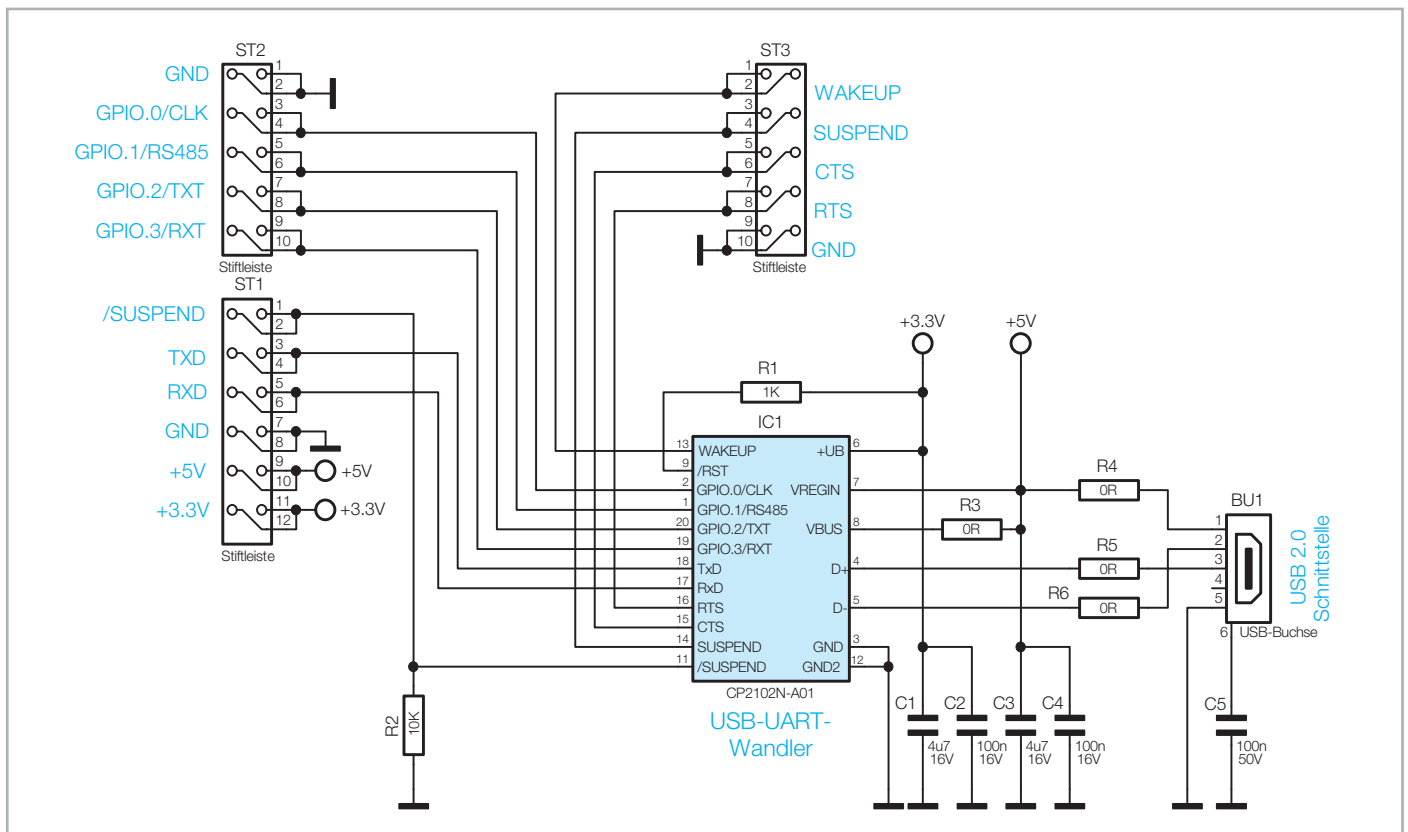 ST2
GND
1
2
GPIO.0/CLK
3
4
GPIO.1/RS485
5
6
GPIO.2/TXT
7
8
GPIO.3/RXT
9
10
Stiftleiste
ST3
1
2
WAKEUP
3
4
SUSPEND
5
6
CTS
7
8
RTS
9
10
GND
Stiftleiste
ST1
/SUSPEND
1
2
TXD
3
4
RXD
5
6
GND
7
8
+5V
9
10
+5V
+3.3V
11
12
+3.3V
Stiftleiste
+3.3V
+5V
R1
1K
IC1
13 WAKEUP
9 /RST
2 GPIO.0/CLK
1 GPIO.1/RS485
20 GPIO.2/TXT
19 GPIO.3/RXT
18 TxD
17 RxD
16 RTS
15 CTS
14 SUSPEND
11 /SUSPEND
+UB 6
VREGIN 7
VBUS 8
D+ 4
D- 5
GND 3
GND2 12
CP2102N-A01
USB-UART-
Wandler
R2
10K
R3
0R
R4
0R
R5
0R
R6
0R
BU1
1
2
3
4
5
6
USB-Buchse
USB 2.0
Schnittstelle
C1
4u7
16V
C2
100n
16V
C3
4u7
16V
C4
100n
16V
C5
100n
50V